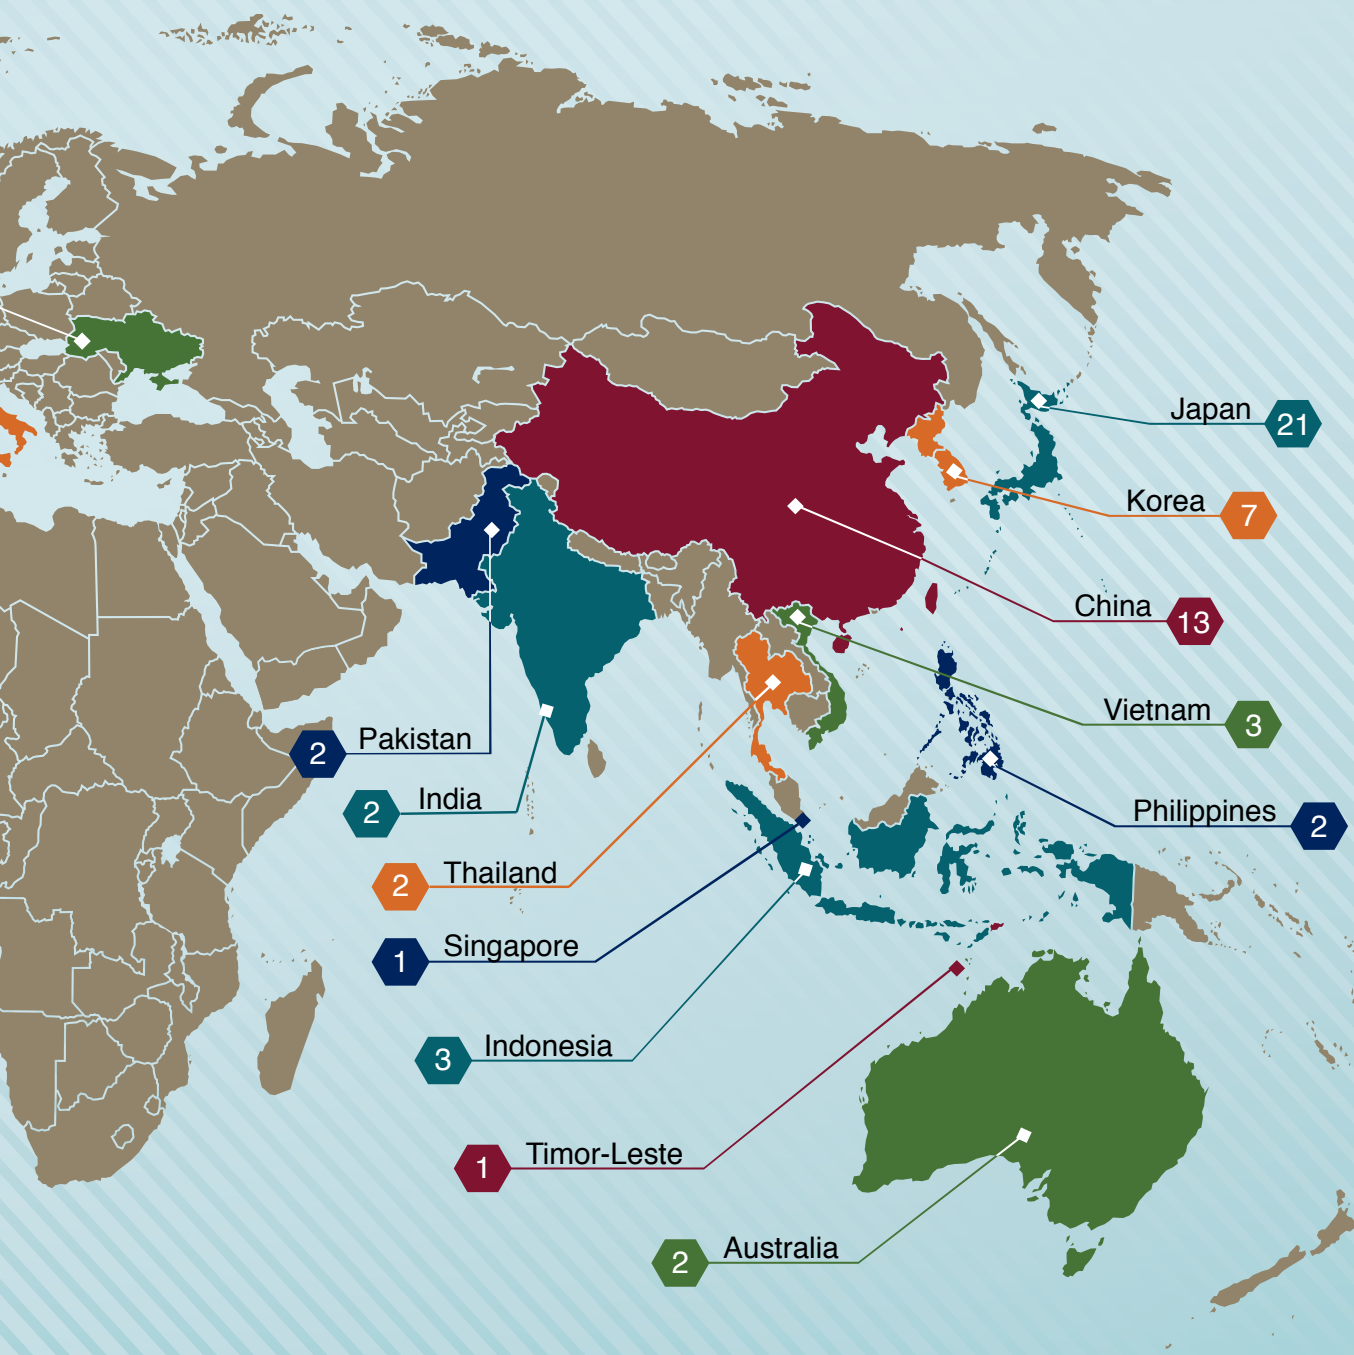 Japan 21
Korea 7
China 13
Vietnam 3
2 Pakistan
2 India
Philippines 2
2 Thailand
1 Singapore
3 Indonesia
1 Timor-Leste
2 Australia